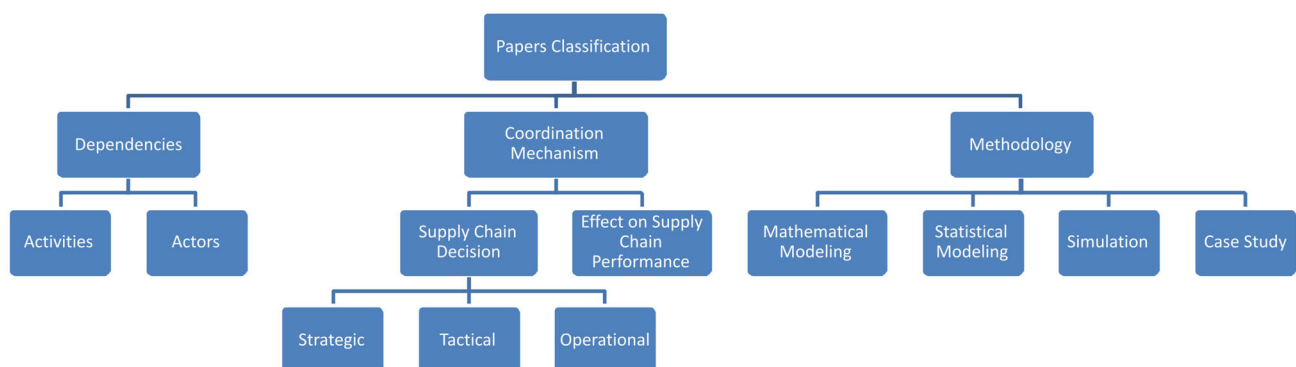 Papers Classification
Dependencies
Coordination
Mechanism
Methodology
Activities
Actors
Supply Chain
Decision
Effect on Supply
Chain
Performance
Mathematical
Modeling
Statistical
Modeling
Simulation
Case Study
Strategic
Tactical
Operational